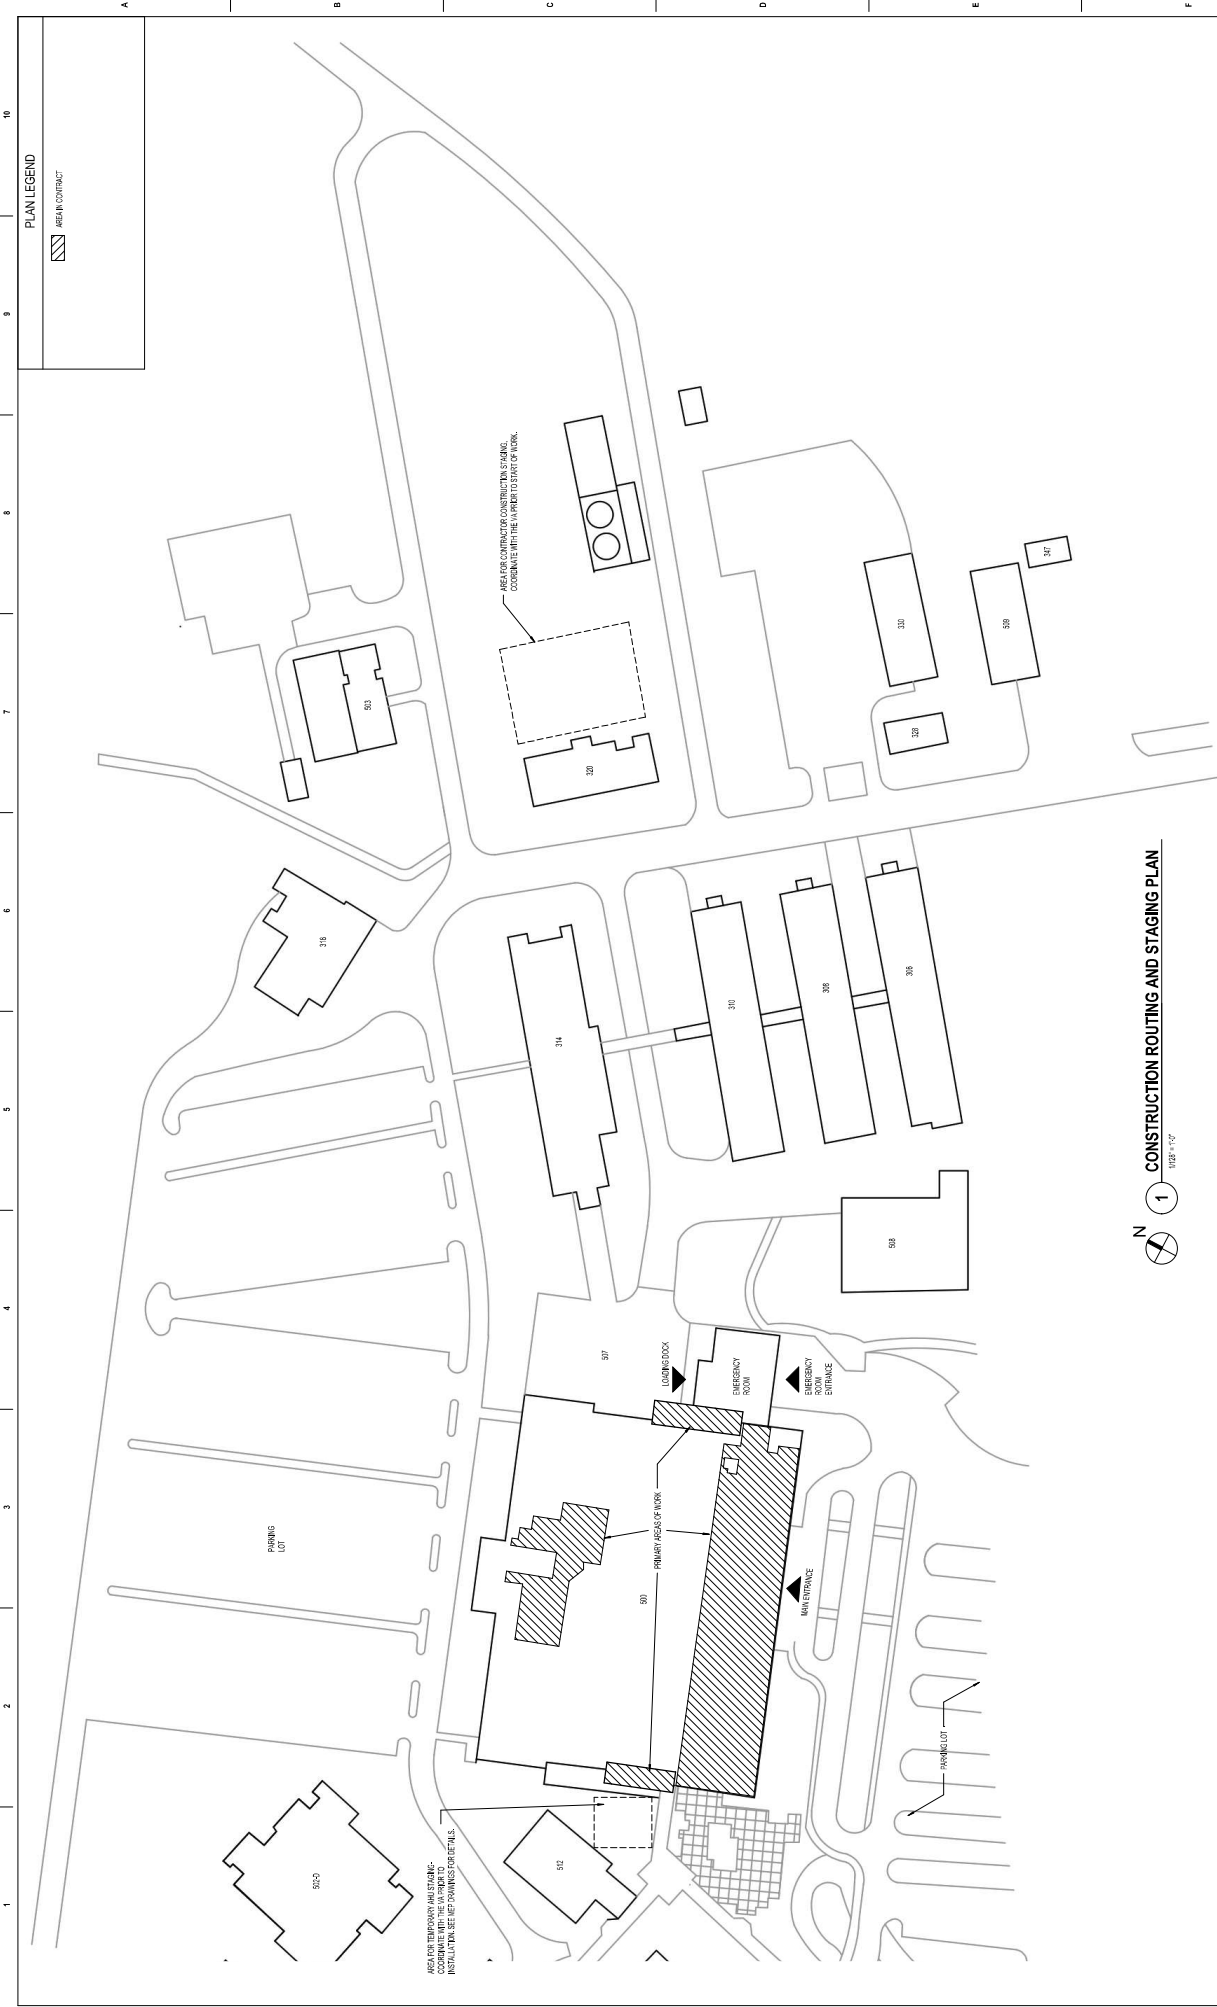 PLAN LEGEND
AREA IN CONTRACT
1
2
3
4
5
6
7
8
9
10
A
B
C
D
E
F
502-D
AREA FOR TEMPORARY AHU STAGING-
COORDINATE WITH THE VA PRIOR TO
INSTALLATION. SEE MEP DRAWINGS FOR DETAILS.
512
PARKING
LOT
500
PRIMARY AREAS OF WORK
MAIN ENTRANCE
PARKING LOT
507
LOADING DOCK
EMERGENCY
ROOM
EMERGENCY
ROOM
ENTRANCE
508
314
310
308
306
318
503
320
AREA FOR CONTRACTOR CONSTRUCTION STAGING,
COORDINATE WITH THE VA PRIOR TO START OF WORK.
328
330
509
347
N
1
CONSTRUCTION ROUTING AND STAGING PLAN
1/128" = 1'-0"